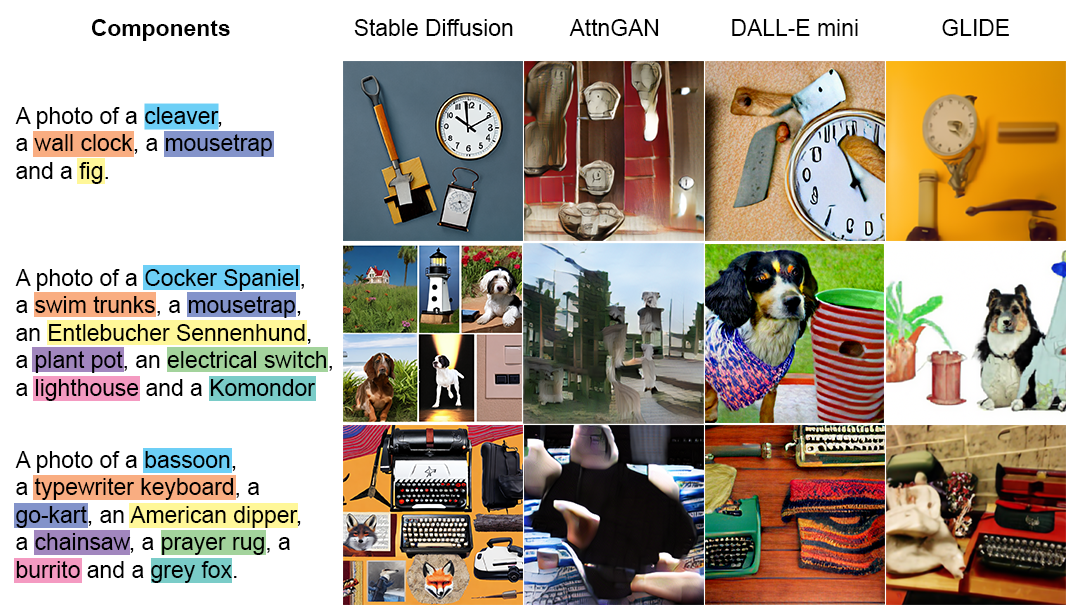 Components
Stable Diffusion
AttnGAN
DALL-E mini
GLIDE
A photo of a cleaver,
a wall clock, a mousetrap
and a fig.
A photo of a Cocker Spaniel,
a swim trunks, a mousetrap,
an Entlebucher Sennenhund,
a plant pot, an electrical switch,
a lighthouse and a Komondor
A photo of a bassoon,
a typewriter keyboard, a
go-kart, an American dipper,
a chainsaw, a prayer rug, a
burrito and a grey fox.